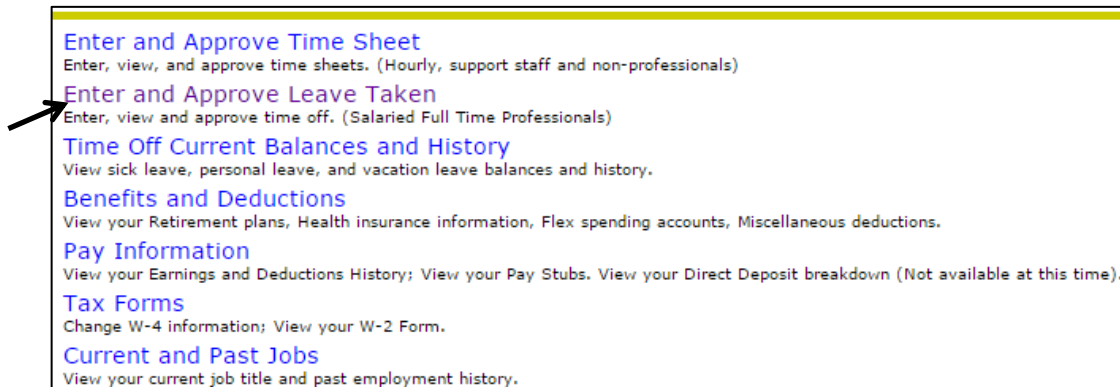 Enter and Approve Time Sheet
Enter, view, and approve time sheets. (Hourly, support staff and non-professionals)
Enter and Approve Leave Taken
Enter, view and approve time off. (Salaried Full Time Professionals)
Time Off Current Balances and History
View sick leave, personal leave, and vacation leave balances and history.
Benefits and Deductions
View your Retirement plans, Health insurance information, Flex spending accounts, Miscellaneous deductions.
Pay Information
View your Earnings and Deductions History; View your Pay Stubs. View your Direct Deposit breakdown (Not available at this time).
Tax Forms
Change W-4 information; View your W-2 Form.
Current and Past Jobs
View your current job title and past employment history.